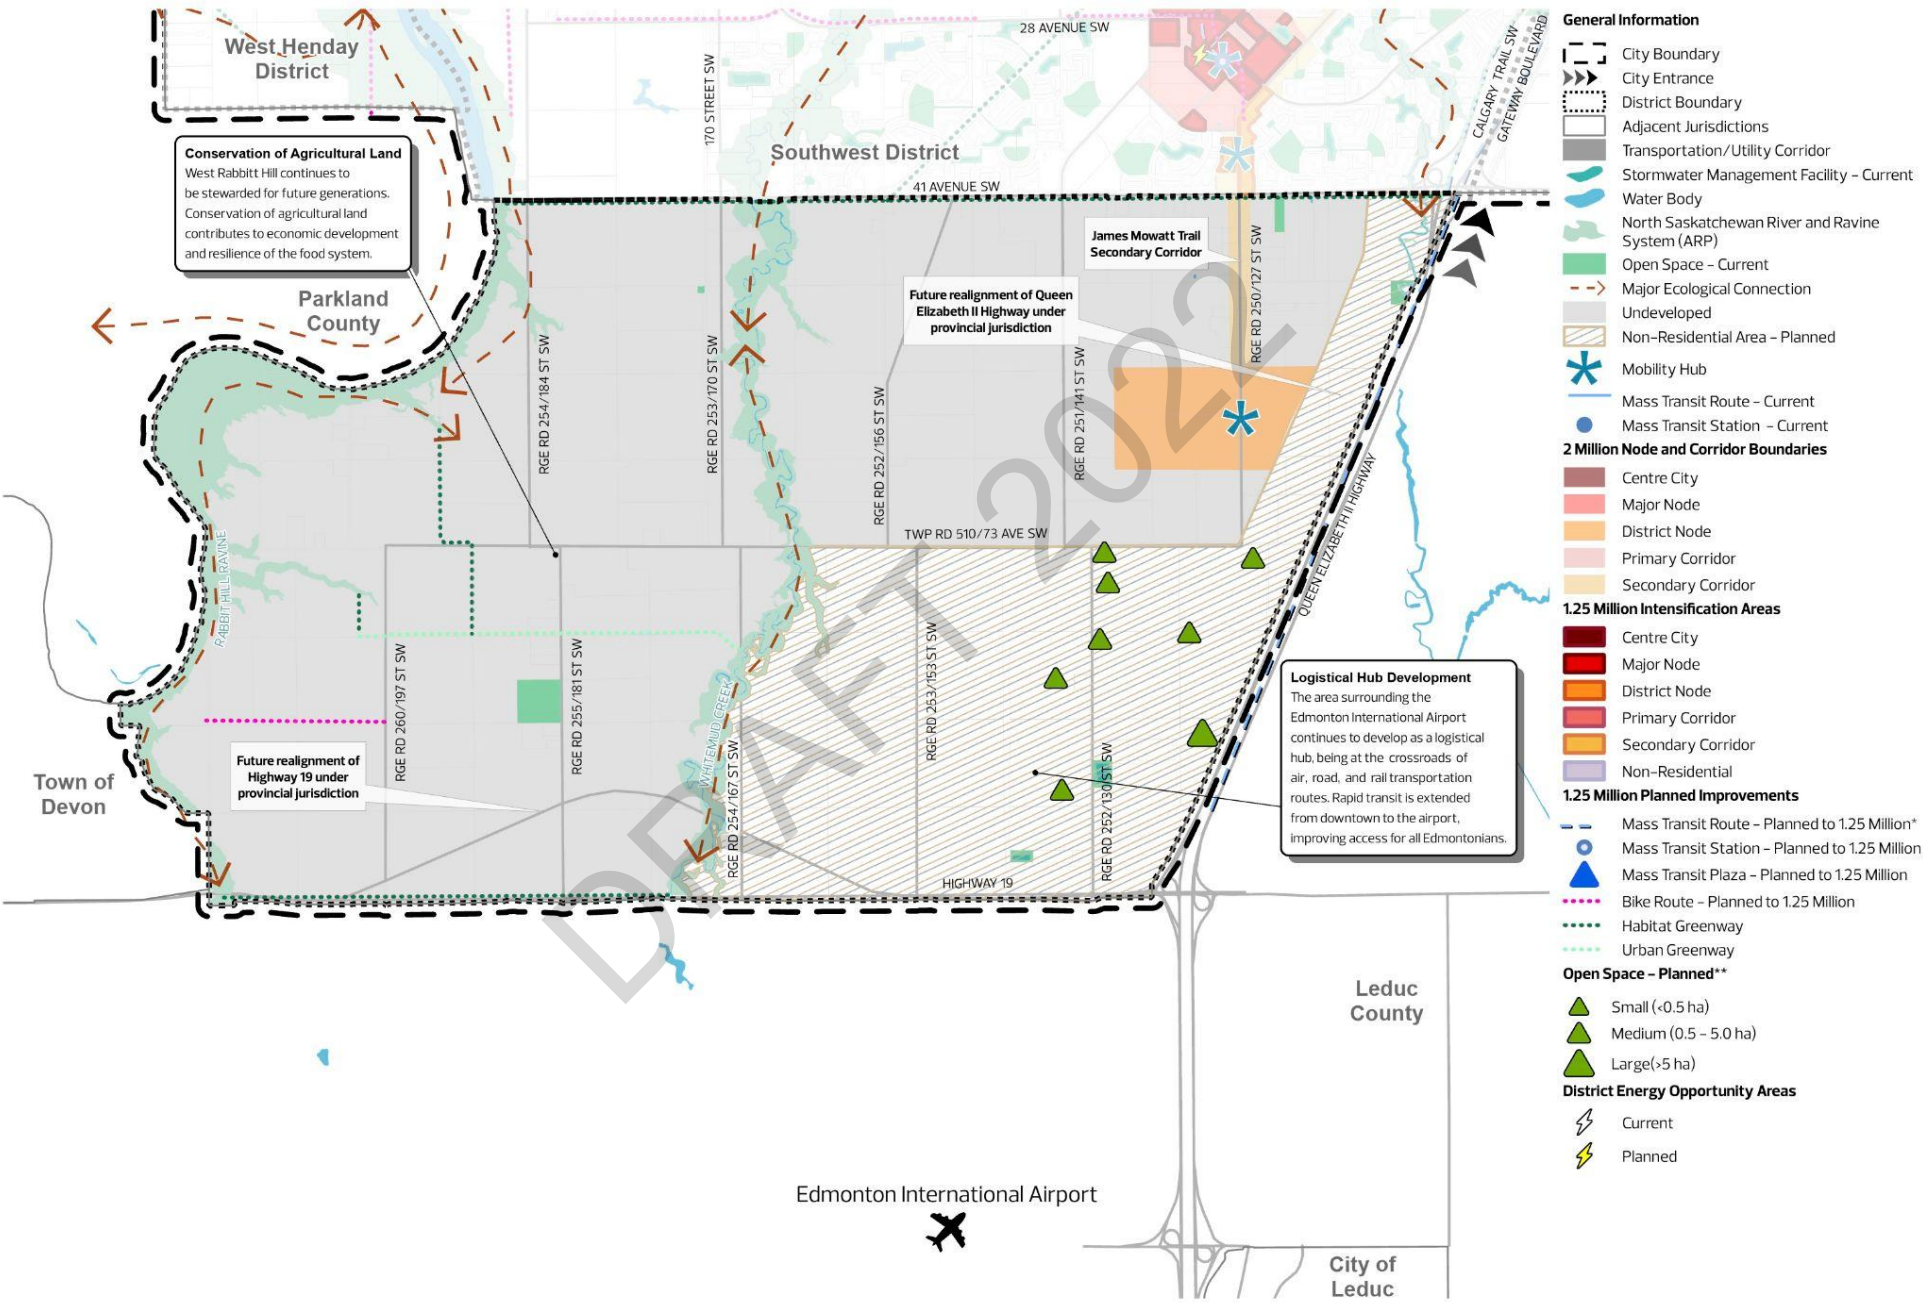 West Henday
District
28 AVENUE SW
170 STREET SW
CALGARY TRAIL SW
GATEWAY BOULEVARD
Southwest District
41 AVENUE SW
Conservation of Agricultural Land
West Rabbitt Hill continues to
be stewarded for future generations.
Conservation of agricultural land
contributes to economic development
and resilience of the food system.
Parkland
County
James Mowatt Trail
Secondary Corridor
Future realignment of Queen
Elizabeth II Highway under
provincial jurisdiction
RGE RD 250/127 ST SW
RGE RD 254/184 ST SW
RGE RD 253/170 ST SW
RGE RD 252/156 ST SW
RGE RD 251/141 ST SW
TWP RD 510/73 AVE SW
QUEEN ELIZABETH II HIGHWAY
RABBIT HILL RAVINE
RGE RD 260/197 ST SW
RGE RD 255/181 ST SW
WHITEMUD CREEK
RGE RD 254/167 ST SW
RGE RD 253/153 ST SW
RGE RD 252/130 ST SW
Logistical Hub Development
The area surrounding the
Edmonton International Airport
continues to develop as a logistical
hub, being at the crossroads of
air, road, and rail transportation
routes. Rapid transit is extended
from downtown to the airport,
improving access for all Edmontonians.
Future realignment of
Highway 19 under
provincial jurisdiction
Town of
Devon
HIGHWAY 19
DRAFT 2022
Leduc
County
Edmonton International Airport
City of
Leduc
General Information
City Boundary
City Entrance
District Boundary
Adjacent Jurisdictions
Transportation/Utility Corridor
Stormwater Management Facility – Current
Water Body
North Saskatchewan River and Ravine
System (ARP)
Open Space – Current
Major Ecological Connection
Undeveloped
Non-Residential Area – Planned
Mobility Hub
Mass Transit Route – Current
Mass Transit Station – Current
2 Million Node and Corridor Boundaries
Centre City
Major Node
District Node
Primary Corridor
Secondary Corridor
1.25 Million Intensification Areas
Centre City
Major Node
District Node
Primary Corridor
Secondary Corridor
Non-Residential
1.25 Million Planned Improvements
Mass Transit Route – Planned to 1.25 Million*
Mass Transit Station – Planned to 1.25 Million
Mass Transit Plaza – Planned to 1.25 Million
Bike Route – Planned to 1.25 Million
Habitat Greenway
Urban Greenway
Open Space – Planned**
Small (<0.5 ha)
Medium (0.5 – 5.0 ha)
Large(>5 ha)
District Energy Opportunity Areas
Current
Planned